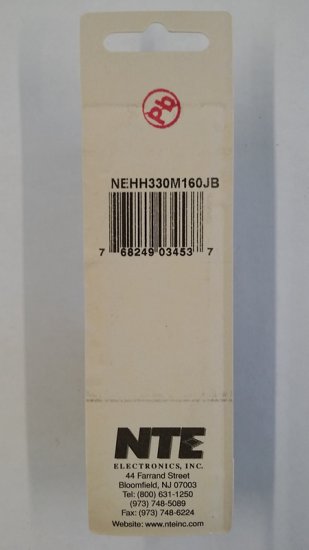 Pb
NEHH330M160JB
7 68249 03453 7
NTE
ELECTRONICS, INC.
44 Farrand Street
Bloomfield, NJ 07003
Tel: (800) 631-1250
(973) 748-5089
Fax: (973) 748-6224
Website: www.nteinc.com